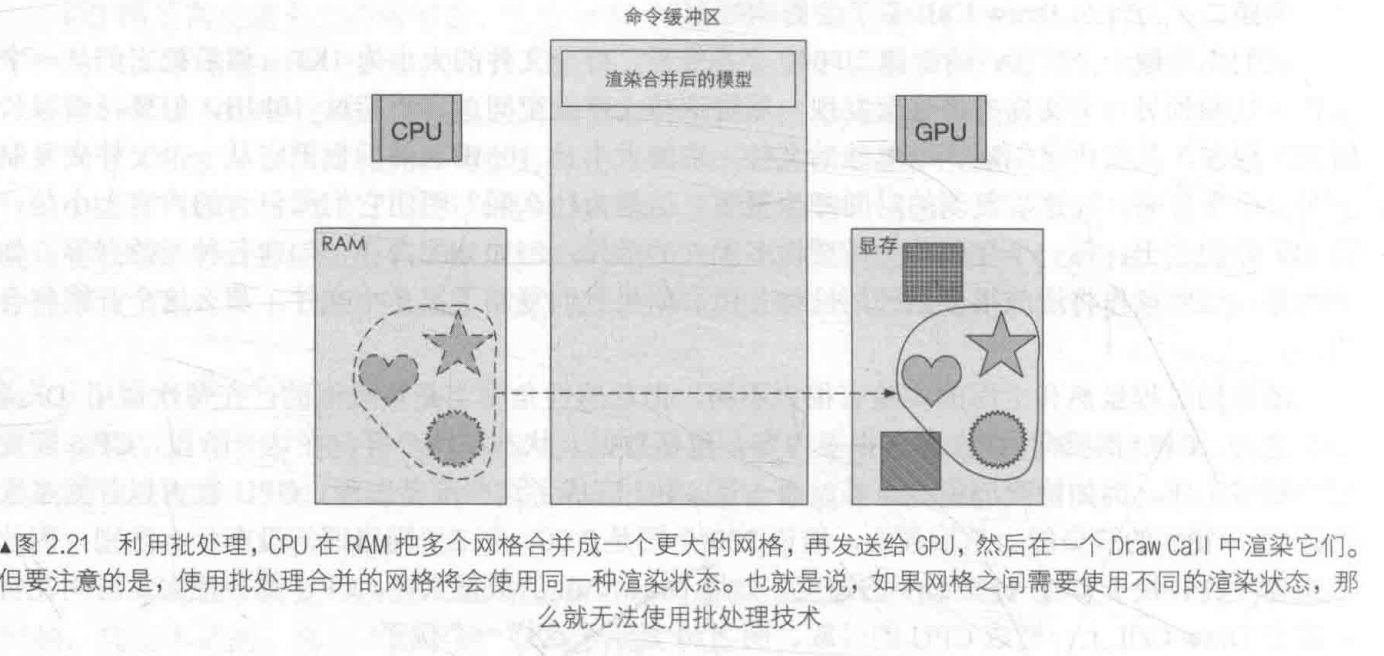 命令缓冲区
渲染合并后的模型
CPU
GPU
RAM
显存
▲图 2.21 利用批处理,CPU 在 RAM 把多个网格合并成一个更大的网格,再发送给 GPU,然后在一个 Draw Call 中渲染它们。
但要注意的是,使用批处理合并的网格将会使用同一种渲染状态。也就是说,如果网格之间需要使用不同的渲染状态,那
么就无法使用批处理技术